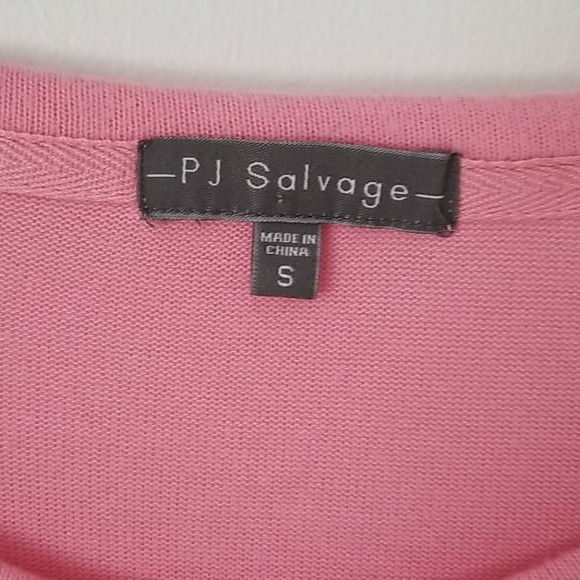 —PJ Salvage—
MADE IN
CHINA
S